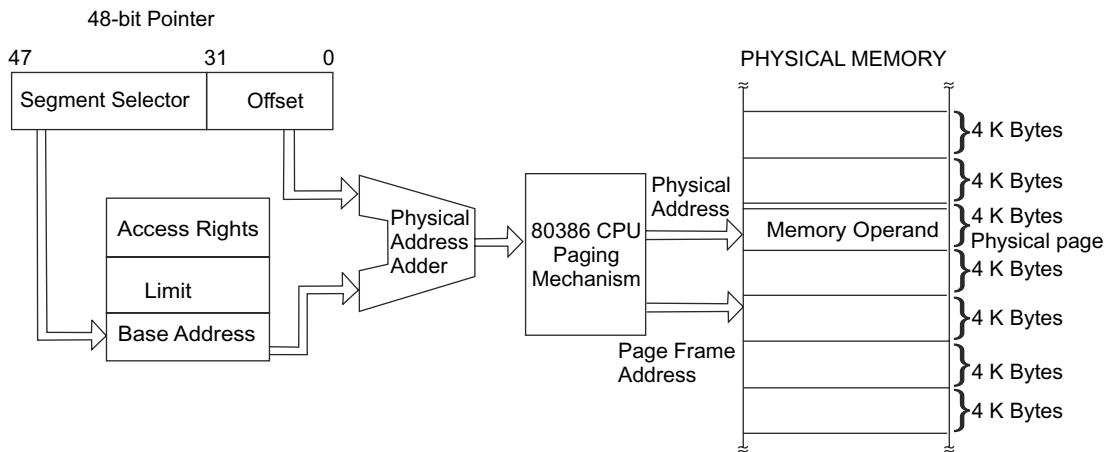 48-bit Pointer
47 31 0
Segment Selector Offset
Access Rights
Limit
Base Address
Physical
Address
Adder
80386 CPU
Paging
Mechanism
Physical
Address
Page Frame
Address
PHYSICAL MEMORY
Memory Operand
4 K Bytes
4 K Bytes
4 K Bytes
Physical page
4 K Bytes
4 K Bytes
4 K Bytes
4 K Bytes